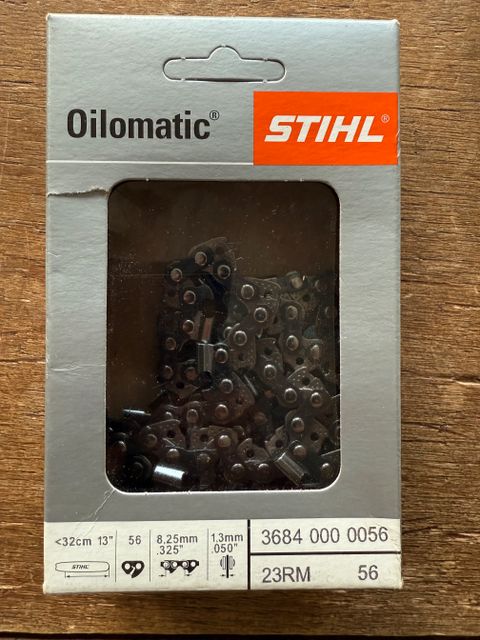 Oilomatic® STIHL®
<32cm 13" 56 8.25mm .325" 1.3mm .050" 3684 000 0056
STIHL 23RM 56